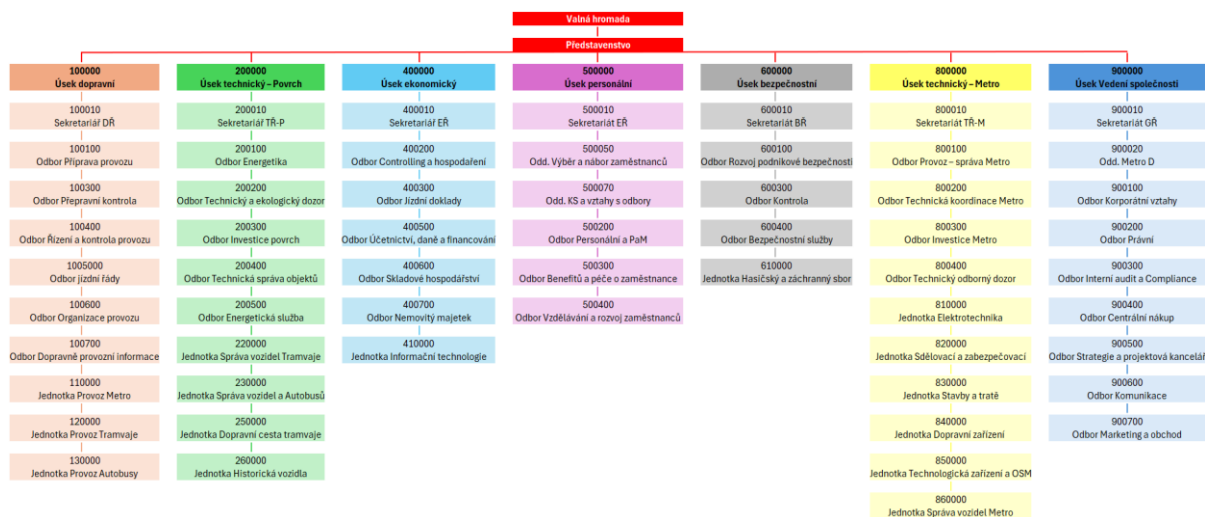 Valná hromada
Představenstvo
100000
Úsek dopravní
100010
Sekretariář DŘ
100100
Odbor Příprava provozu
100300
Odbor Přepravní kontrola
100400
Odbor Řízení a kontrola provozu
1005000
Odbor jízdní řády
100600
Odbor Organizace provozu
100700
Odbor Dopravně provozní informace
110000
Jednotka Provoz Metro
120000
Jednotka Provoz Tramvaje
130000
Jednotka Provoz Autobusy
200000
Úsek technický – Povrch
200010
Sekretariář TŘ-P
200100
Odbor Energetika
200200
Odbor Technický a ekologický dozor
200300
Odbor Investice povrch
200400
Odbor Technická správa objektů
200500
Odbor Energetická služba
220000
Jednotka Správa vozidel Tramvaje
230000
Jednotka Správa vozidel a Autobusů
250000
Jednotka Dopravní cesta tramvaje
260000
Jednotka Historická vozidla
400000
Úsek ekonomický
400010
Sekretariář EŘ
400200
Odbor Controlling a hospodaření
400300
Odbor Jízdní doklady
400500
Odbor Účetnictví, daně a financování
400600
Odbor Skladové hospodářství
400700
Odbor Nemovitý majetek
410000
Jednotka Informační technologie
500000
Úsek personální
500010
Sekretariát EŘ
500050
Odd. Výběr a nábor zaměstnanců
500070
Odd. KS a vztahy s odbory
500200
Odbor Personální a PaM
500300
Odbor Benefitů a péče o zaměstnance
500400
Odbor Vzdělávání a rozvoj zaměstnanců
600000
Úsek bezpečnostní
600010
Sekretariát BŘ
600100
Odbor Rozvoj podnikové bezpečnosti
600300
Odbor Kontrola
600400
Odbor Bezpečnostní služby
610000
Jednotka Hasičský a záchranný sbor
800000
Úsek technický – Metro
800010
Sekretariát TŘ-M
800100
Odbor Provoz – správa Metro
800200
Odbor Technická koordinace Metro
800300
Odbor Investice Metro
800400
Odbor Technický odborný dozor
810000
Jednotka Elektrotechnika
820000
Jednotka Sdělovací a zabezpečovací
830000
Jednotka Stavby a tratě
840000
Jednotka Dopravní zařízení
850000
Jednotka Technologická zařízení a OSM
860000
Jednotka Správa vozidel Metro
900000
Úsek Vedení společnosti
900010
Sekretariát GŘ
900020
Odd. Metro D
900100
Odbor Korporátní vztahy
900200
Odbor Právní
900300
Odbor Interní audit a Compliance
900400
Odbor Centrální nákup
900500
Odbor Strategie a projektová kancelář
900600
Odbor Komunikace
900700
Odbor Marketing a obchod